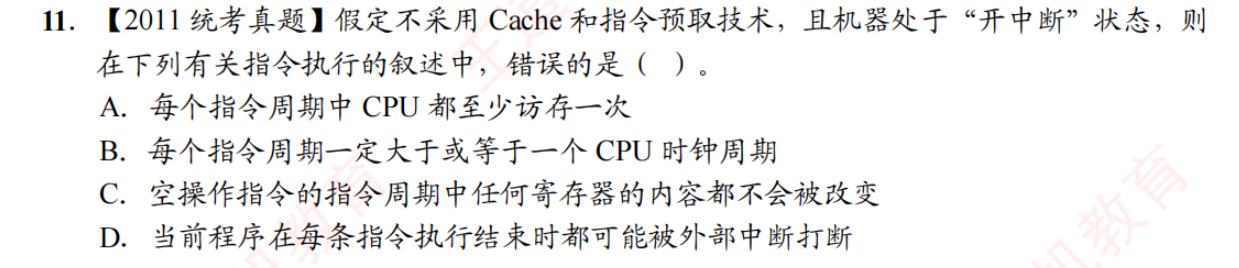 11. 【2011 统考真题】假定不采用 Cache 和指令预取技术，且机器处于“开中断”状态，则
在下列有关指令执行的叙述中，错误的是（ ）。
A. 每个指令周期中 CPU 都至少访存一次
B. 每个指令周期一定大于或等于一个 CPU 时钟周期
C. 空操作指令的指令周期中任何寄存器的内容都不会被改变
D. 当前程序在每条指令执行结束时都可能被外部中断打断
机教育
机教育